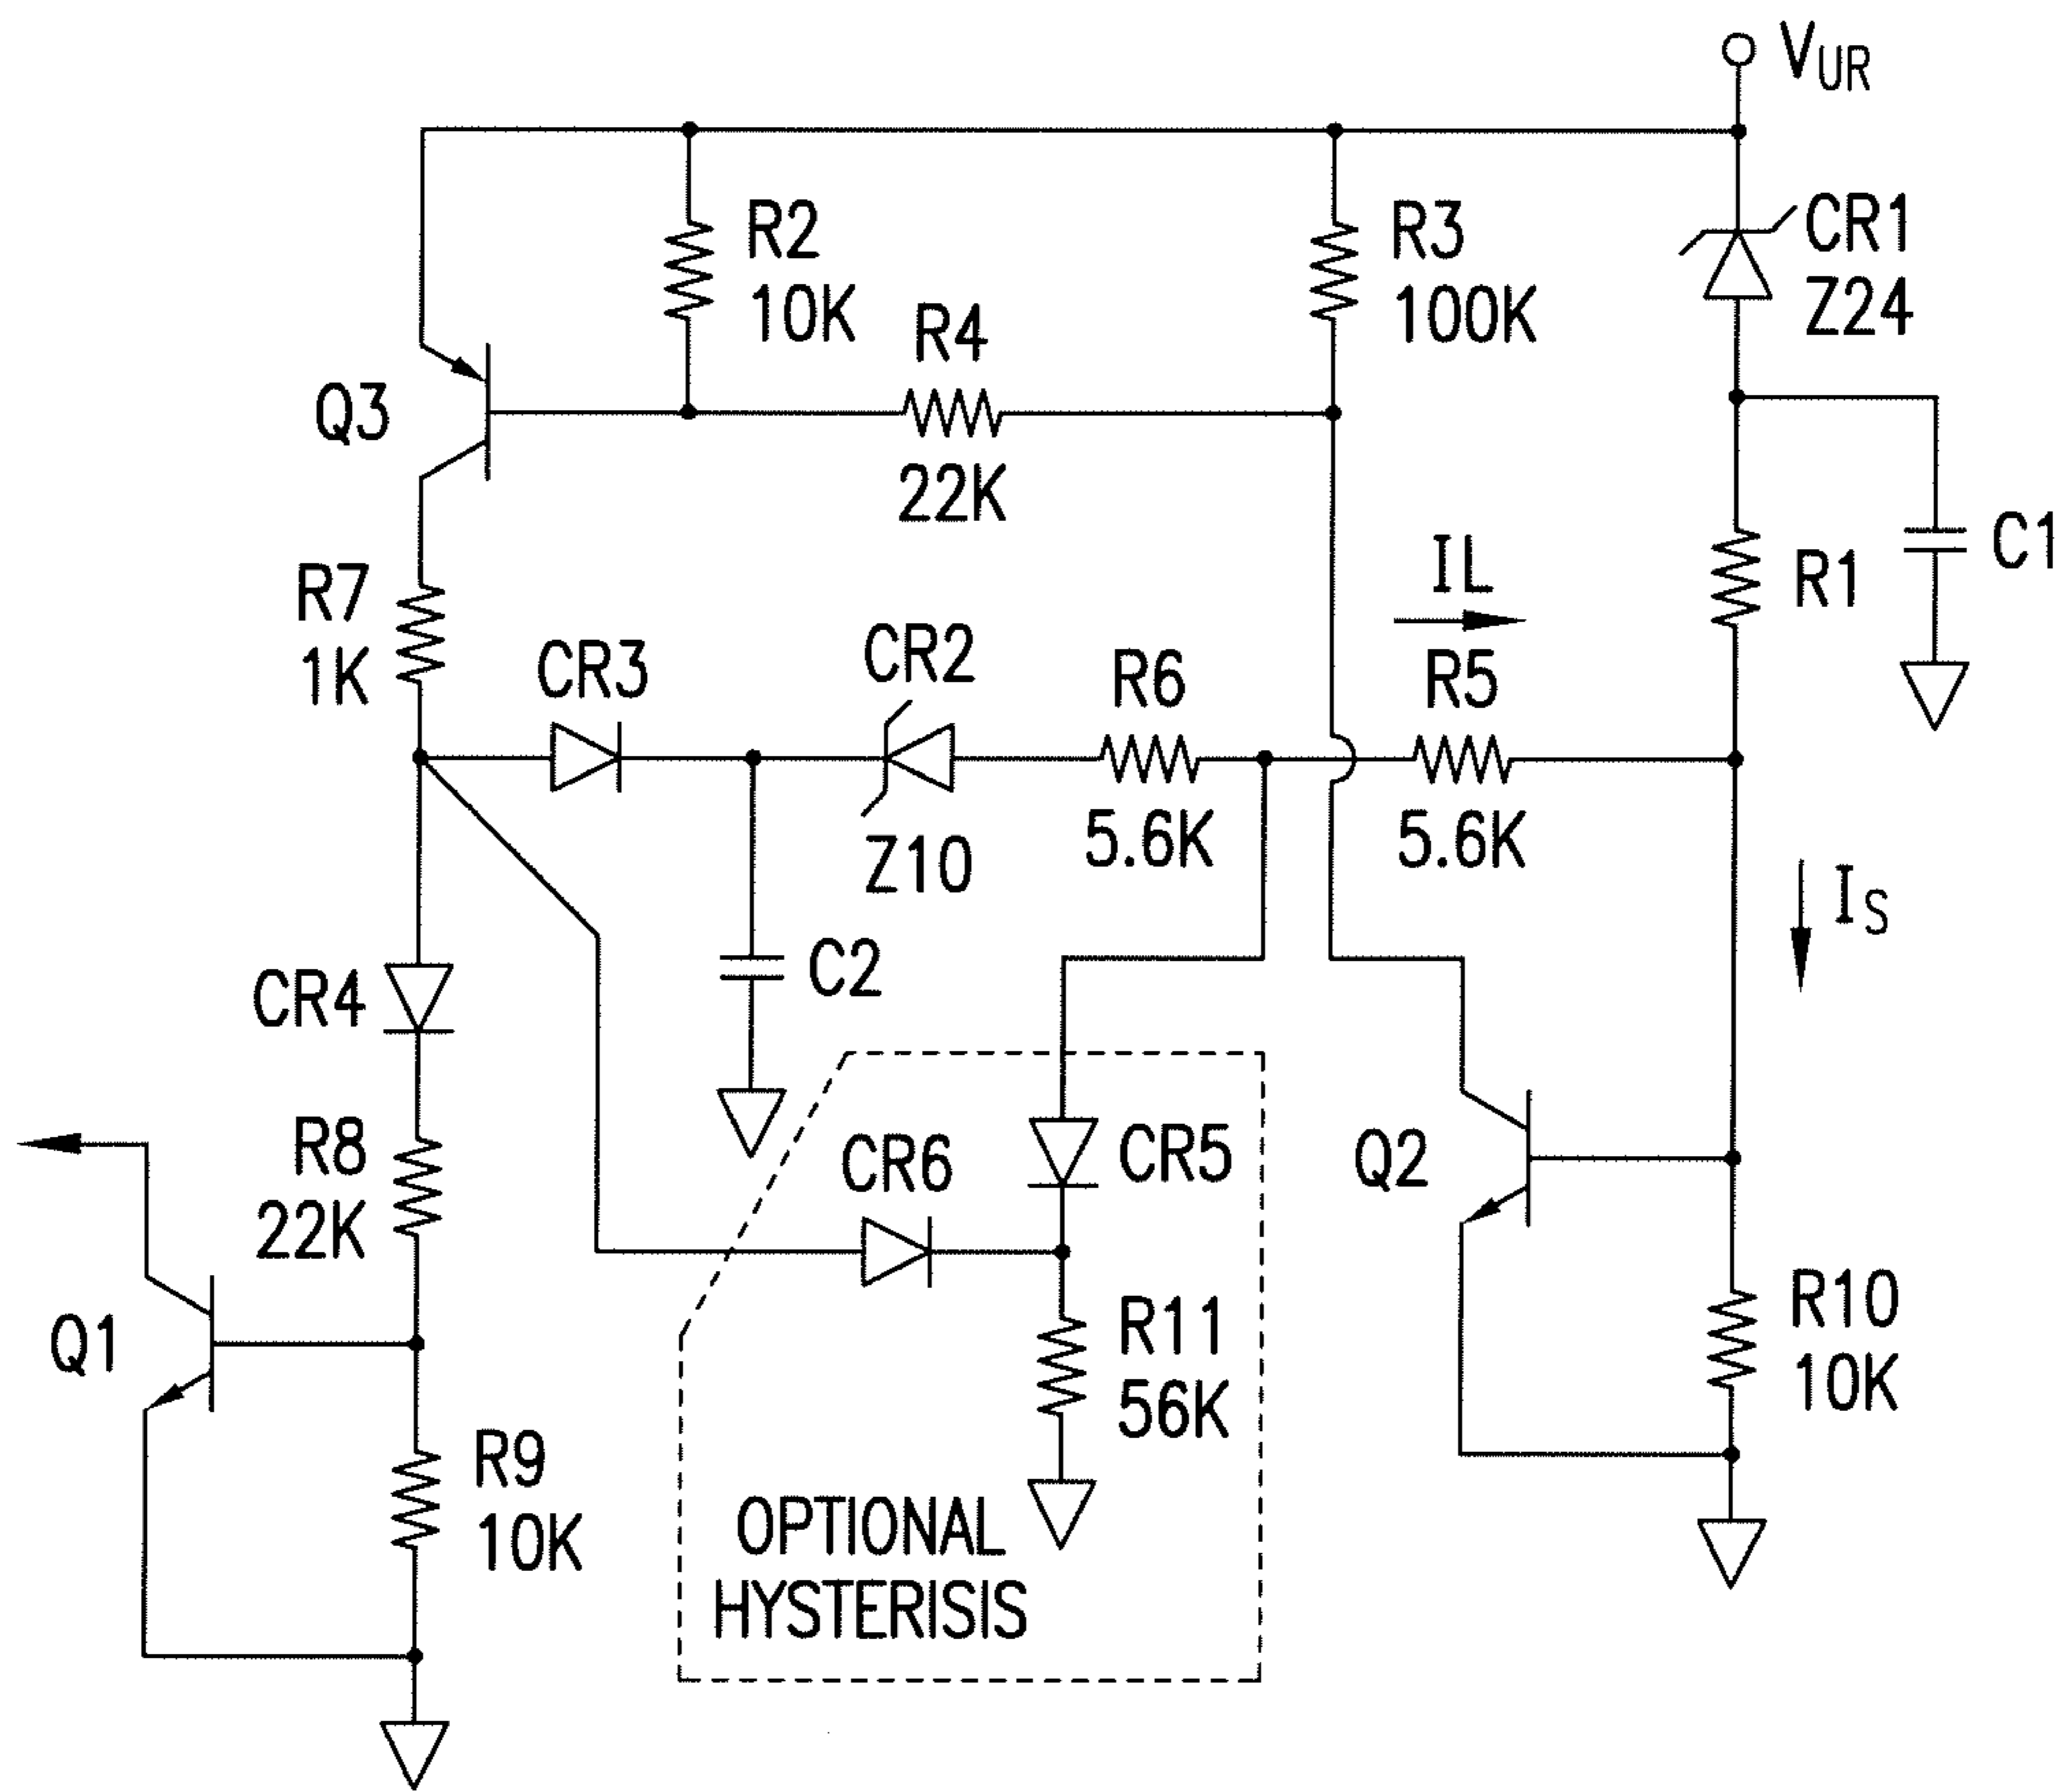 VUR
R2
10K
R3
100K
CR1
Z24
R4
22K
Q3
C1
R1
IL
R7
1K
CR3
CR2
Z10
R6
5.6K
R5
5.6K
IS
C2
CR4
R8
22K
CR6
CR5
Q2
R11
56K
R10
10K
Q1
R9
10K
OPTIONAL
HYSTERISIS